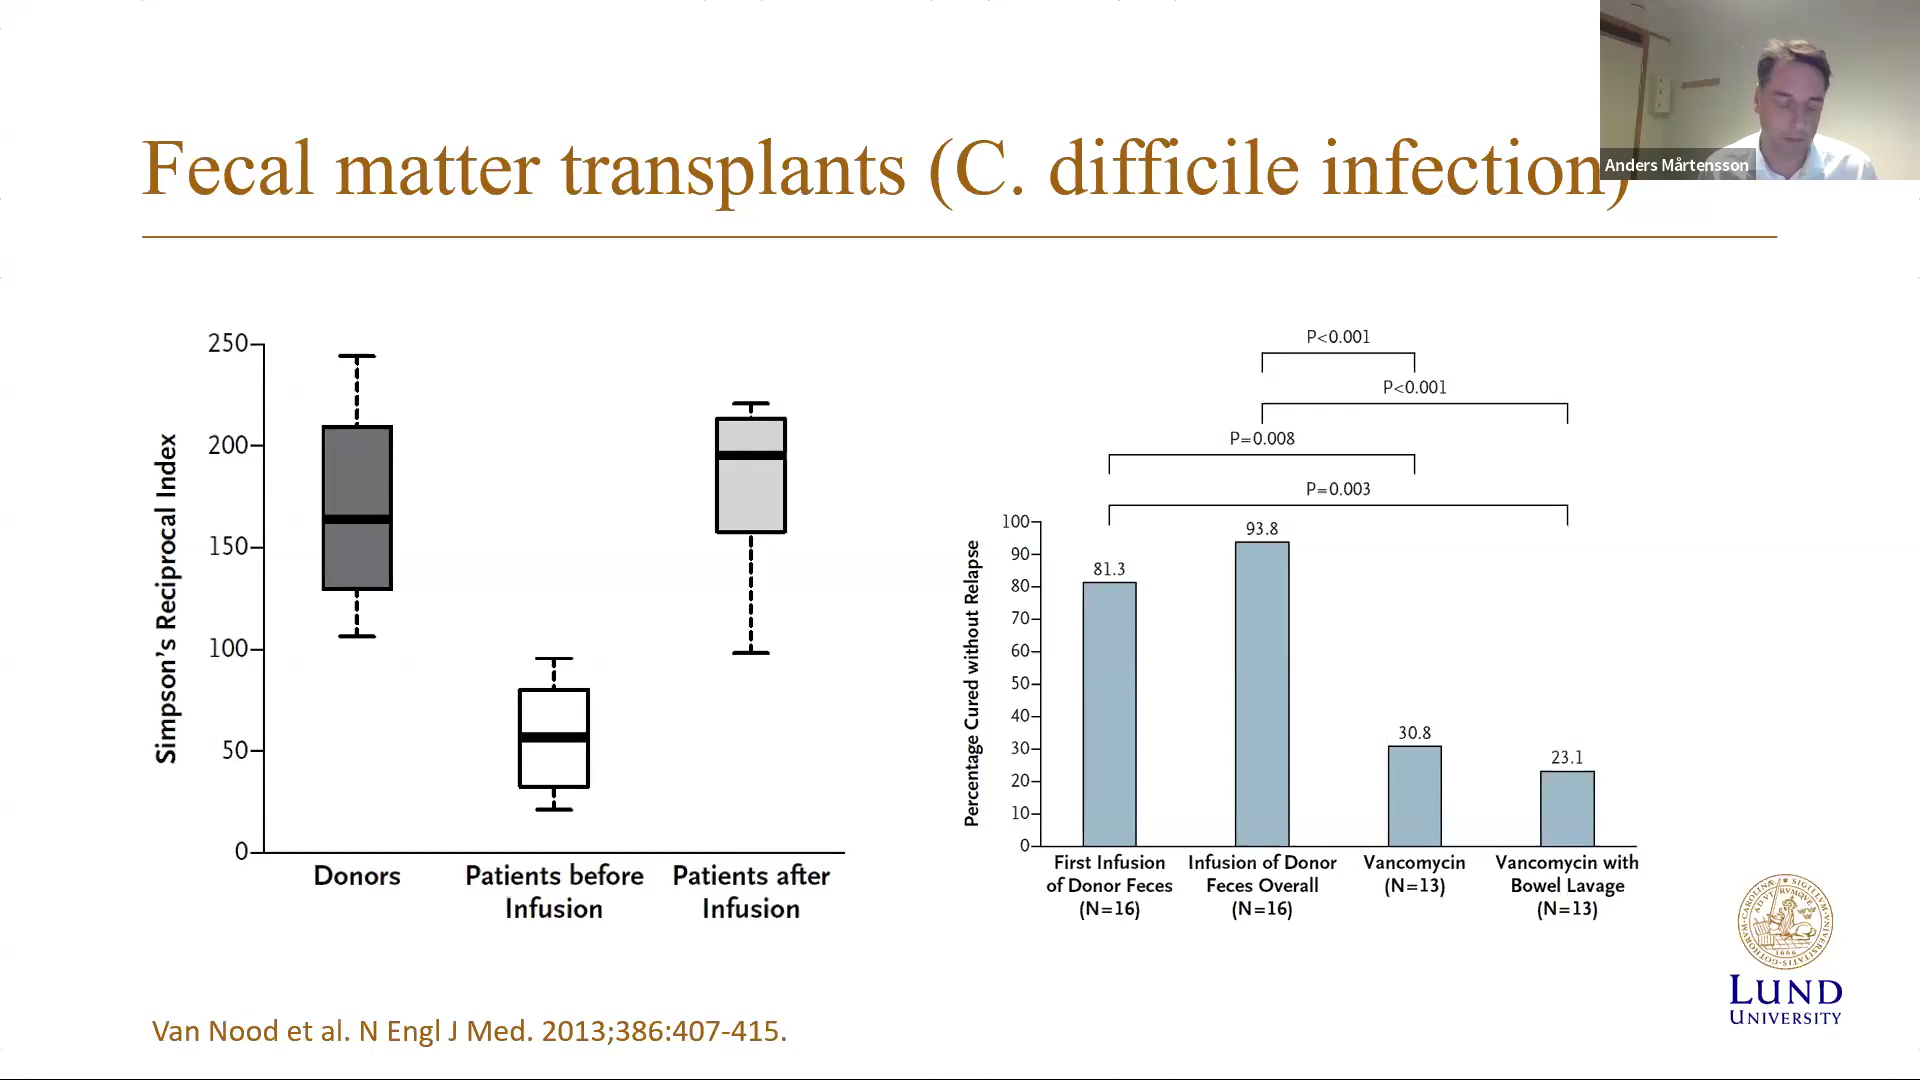 Fecal matter transplants (C. difficile infection)
Anders Mårtensson
Simpson's Reciprocal Index
250
200
150
100
50
0
Donors
Patients before
Infusion
Patients after
Infusion
P<0.001
P<0.001
P=0.008
P=0.003
Percentage Cured without Relapse
100
90
80
70
60
50
40
30
20
10
0
81.3
93.8
30.8
23.1
First Infusion
of Donor Feces
(N=16)
Infusion of Donor
Feces Overall
(N=16)
Vancomycin
(N=13)
Vancomycin with
Bowel Lavage
(N=13)
LUND
UNIVERSITY
Van Nood et al. N Engl J Med. 2013;386:407-415.